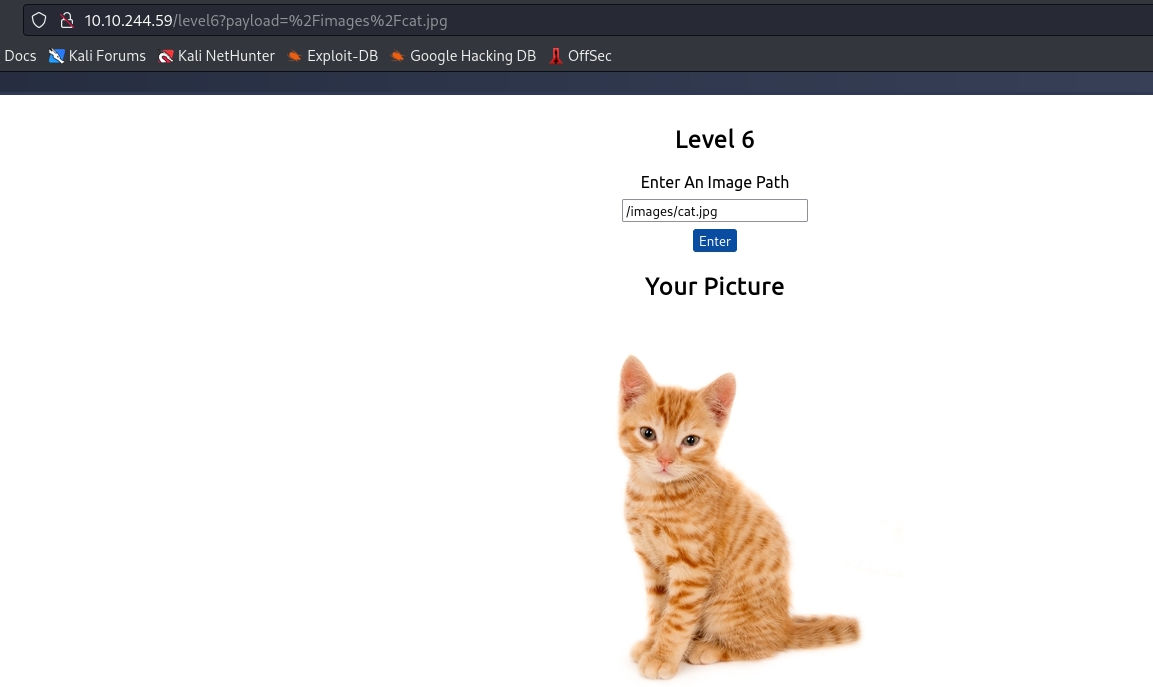 10.10.244.59/level6?payload=%2Fimages%2Fcat.jpg
Docs Kali Forums Kali NetHunter Exploit-DB Google Hacking DB OffSec
Level 6
Enter An Image Path
/images/cat.jpg
Enter
Your Picture